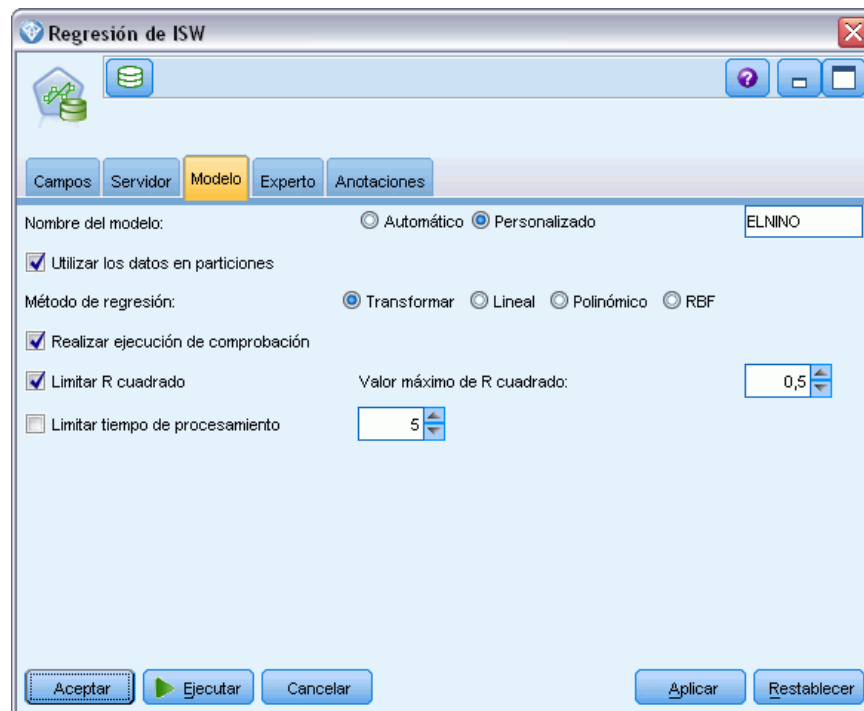 Regresión de ISW
Campos Servidor Modelo Experto Anotaciones
Nombre del modelo: Automático Personalizado ELNINO
Utilizar los datos en particiones
Método de regresión: Transformar Lineal Polinómico RBF
Realizar ejecución de comprobación
Limitar R cuadrado Valor máximo de R cuadrado: 0,5
Limitar tiempo de procesamiento 5
Aceptar Ejecutar Cancelar Aplicar Restablecer